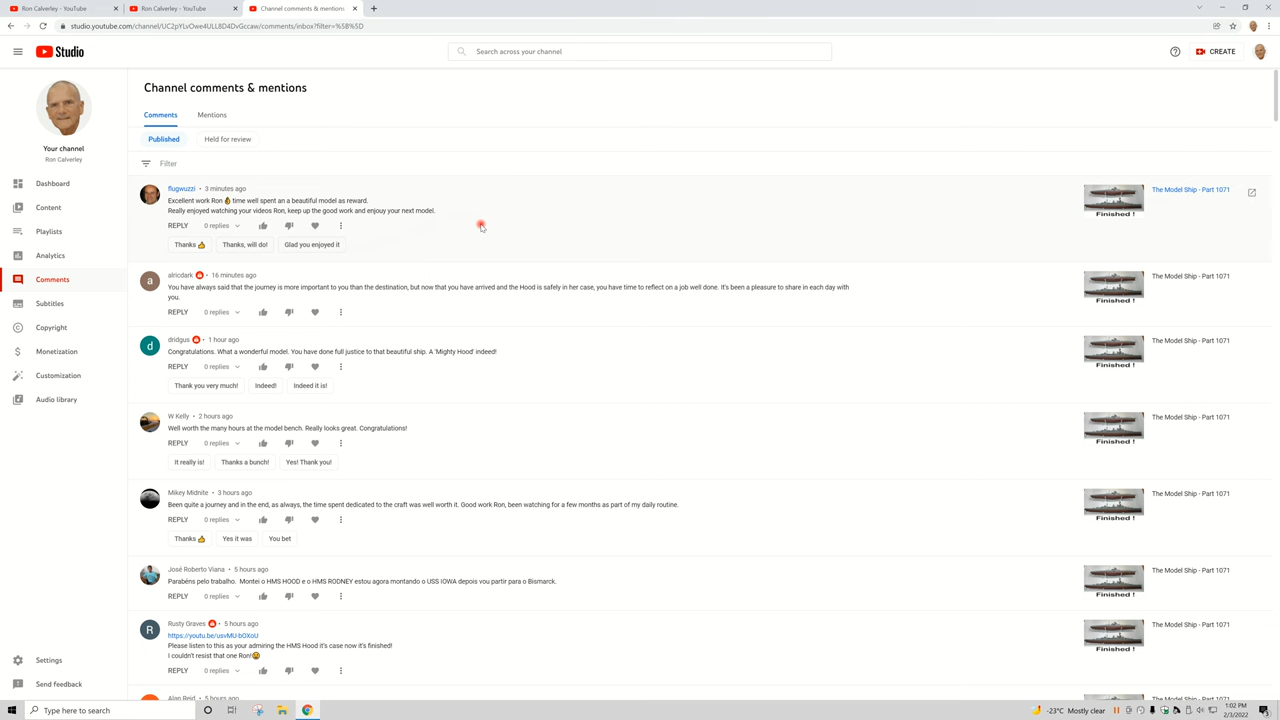 Ron Calverley - YouTube
Ron Calverley - YouTube
Channel comments & mentions
studio.youtube.com/channel/UC2pYLvOwe4ULL8D4DvGccaw/comments/inbox?filter=%5B%5D
Studio
Search across your channel
CREATE
Your channel
Ron Calverley
Dashboard
Content
Playlists
Analytics
Comments
Subtitles
Copyright
Monetization
Customization
Audio library
Settings
Send feedback
Channel comments & mentions
Comments Mentions
Published Held for review
Filter
flugwuzzi • 3 minutes ago
Excellent work Ron 👌 time well spent an a beautiful model as reward.
Really enjoyed watching your videos Ron, keep up the good work and enjouy your next model.
REPLY 0 replies
Thanks 👍 Thanks, will do! Glad you enjoyed it
Finished !
The Model Ship - Part 1071
alricdark • 16 minutes ago
You have always said that the journey is more important to you than the destination, but now that you have arrived and the Hood is safely in her case, you have time to reflect on a job well done. It's been a pleasure to share in each day with
you.
REPLY 0 replies
Finished !
The Model Ship - Part 1071
dridgus • 1 hour ago
Congratulations. What a wonderful model. You have done full justice to that beautiful ship. A 'Mighty Hood' indeed!
REPLY 0 replies
Thank you very much! Indeed! Indeed it is!
Finished !
The Model Ship - Part 1071
W Kelly • 2 hours ago
Well worth the many hours at the model bench. Really looks great. Congratulations!
REPLY 0 replies
It really is! Thanks a bunch! Yes! Thank you!
Finished !
The Model Ship - Part 1071
Mikey Midnite • 3 hours ago
Been quite a journey and in the end, as always, the time spent dedicated to the craft was well worth it. Good work Ron, been watching for a few months as part of my daily routine.
REPLY 0 replies
Thanks 👍 Yes it was You bet
Finished !
The Model Ship - Part 1071
José Roberto Viana • 5 hours ago
Parabéns pelo trabalho. Montei o HMS HOOD e o HMS RODNEY estou agora montando o USS IOWA depois vou partir para o Bismarck.
REPLY 0 replies
Finished !
The Model Ship - Part 1071
Rusty Graves • 5 hours ago
https://youtu.be/usvMU-bOXoU
Please listen to this as your admiring the HMS Hood it's case now it's finished!
I couldn't resist that one Ron!😢
REPLY 0 replies
Finished !
The Model Ship - Part 1071
Alan Reid • 5 hours ago
The Model Ship - Part 1071
Type here to search
-23°C Mostly clear
1:02 PM
2/3/2022